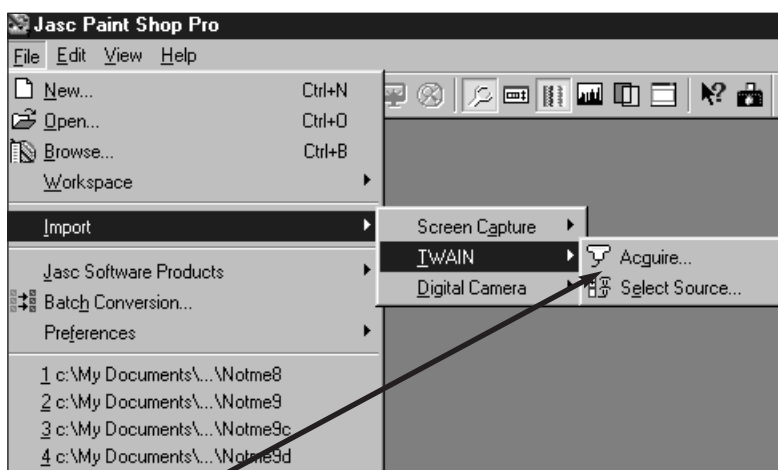 Jasc Paint Shop Pro
File Edit View Help
New... Ctrl+N
Open... Ctrl+O
Browse... Ctrl+B
Workspace
Import
Screen Capture
TWAIN
Acquire...
Digital Camera
Select Source...
Jasc Software Products
Batch Conversion...
Preferences
1 c:\My Documents\...\Notme8
2 c:\My Documents\...\Notme9
3 c:\My Documents\...\Notme9c
4 c:\My Documents\...\Notme9d